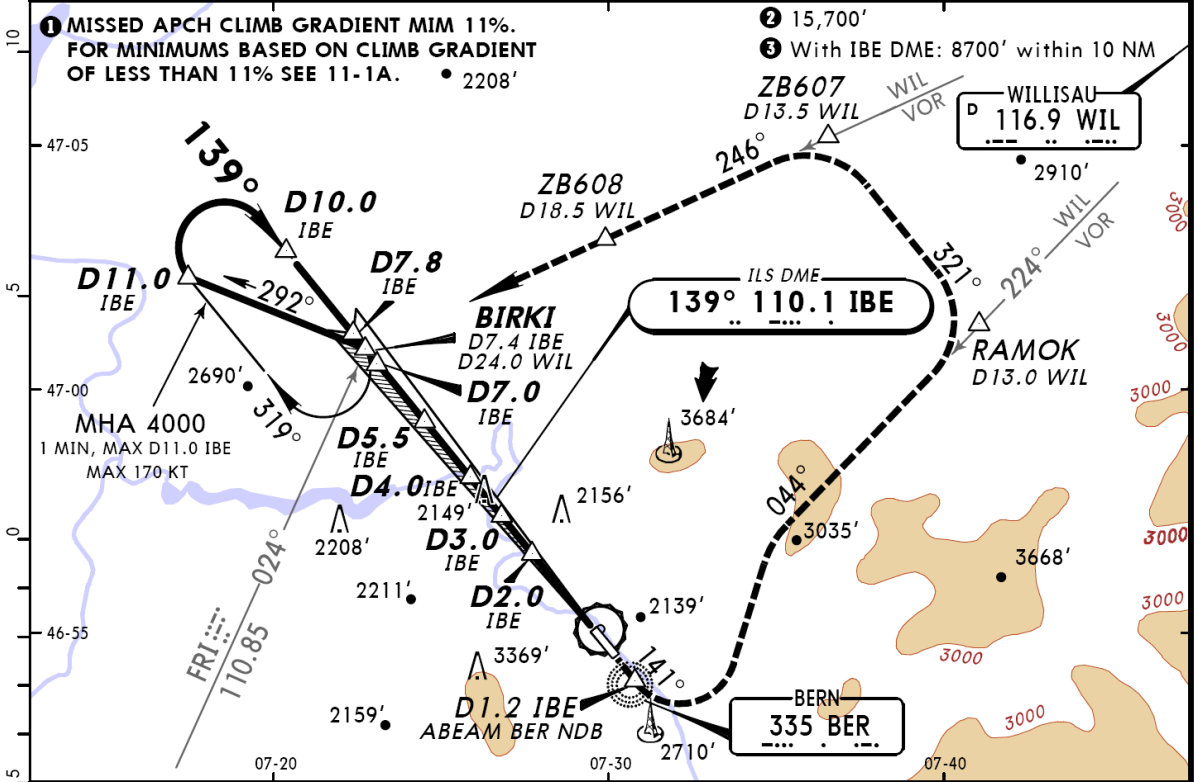 ❶ MISSED APCH CLIMB GRADIENT MIM 11%.
FOR MINIMUMS BASED ON CLIMB GRADIENT
OF LESS THAN 11% SEE 11-1A.
❷ 15,700'
❸ With IBE DME: 8700' within 10 NM
10
2208'
ZB607
D13.5 WIL
WIL
VOR
WILLISAU
D 116.9 WIL
2910'
47-05
139°
246°
ZB608
D18.5 WIL
3000
D10.0
IBE
WIL
VOR
224°
321°
D7.8
IBE
D11.0
IBE
292°
ILS DME
139° 110.1 IBE
5
BIRKI
D7.4 IBE
D24.0 WIL
3000
RAMOK
D13.0 WIL
2690'
47-00
D7.0
IBE
3000
319°
MHA 4000
1 MIN, MAX D11.0 IBE
MAX 170 KT
3684'
D5.5
IBE
D4.0 IBE
2149'
2156'
044°
2208'
D3.0
IBE
3035'
0
3000
024°
3668'
2211'
D2.0
IBE
2139'
3000
FRI
110.85
46-55
3369'
141°
3000
D1.2 IBE
ABEAM BER NDB
BERN
335 BER
3000
2159'
2710'
5
07-20
07-30
07-40